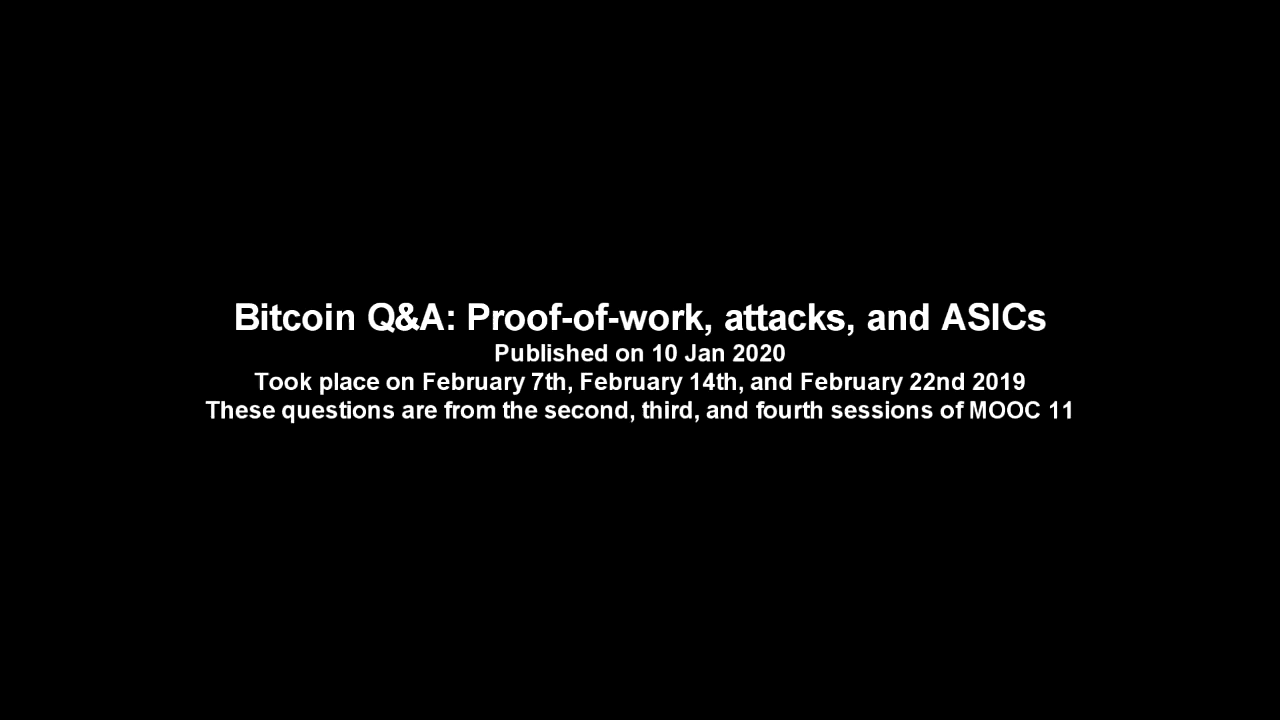 Bitcoin Q&A: Proof-of-work, attacks, and ASICs
Published on 10 Jan 2020
Took place on February 7th, February 14th, and February 22nd 2019
These questions are from the second, third, and fourth sessions of MOOC 11